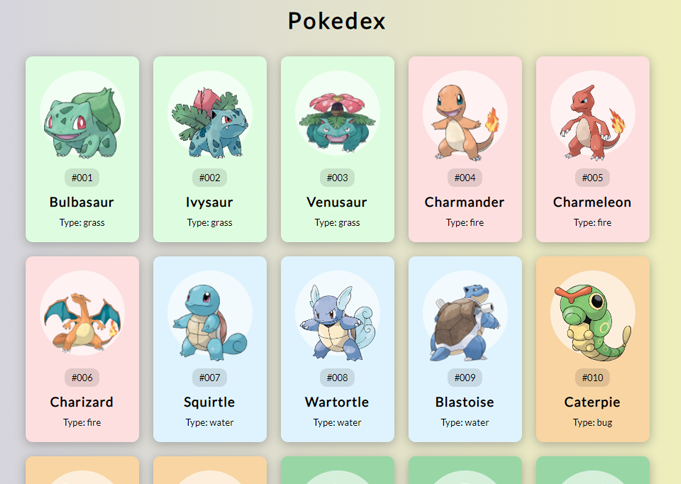 Pokedex
#001
Bulbasaur
Type: grass
#002
Ivysaur
Type: grass
#003
Venusaur
Type: grass
#004
Charmander
Type: fire
#005
Charmeleon
Type: fire
#006
Charizard
Type: fire
#007
Squirtle
Type: water
#008
Wartortle
Type: water
#009
Blastoise
Type: water
#010
Caterpie
Type: bug